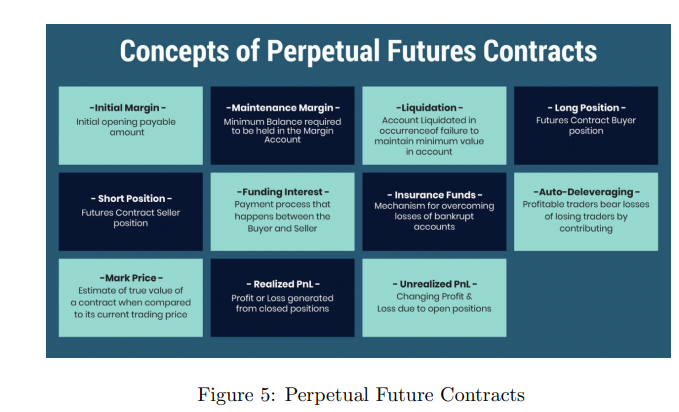 Concepts of Perpetual Futures Contracts
-Initial Margin-
Initial opening payable
amount
-Maintenance Margin -
Minimum Balance required
to be held in the Margin
Account
-Liquidation -
Account Liquidated in
occurrenceof failure to
maintain minimum value
in account
- Long Position -
Futures Contract Buyer
position
- Short Position -
Futures Contract Seller
position
-Funding Interest -
Payment process that
happens between the
Buyer and Seller
- Insurance Funds -
Mechanism for overcoming
losses of bankrupt
accounts
-Auto-Deleveraging -
Profitable traders bear losses
of losing traders by
contributing
-Mark Price -
Estimate of true value of
a contract when compared
to its current trading price
- Realized PnL -
Profit or Loss generated
from closed positions
- Unrealized PnL -
Changing Profit &
Loss due to open positions
Figure 5: Perpetual Future Contracts